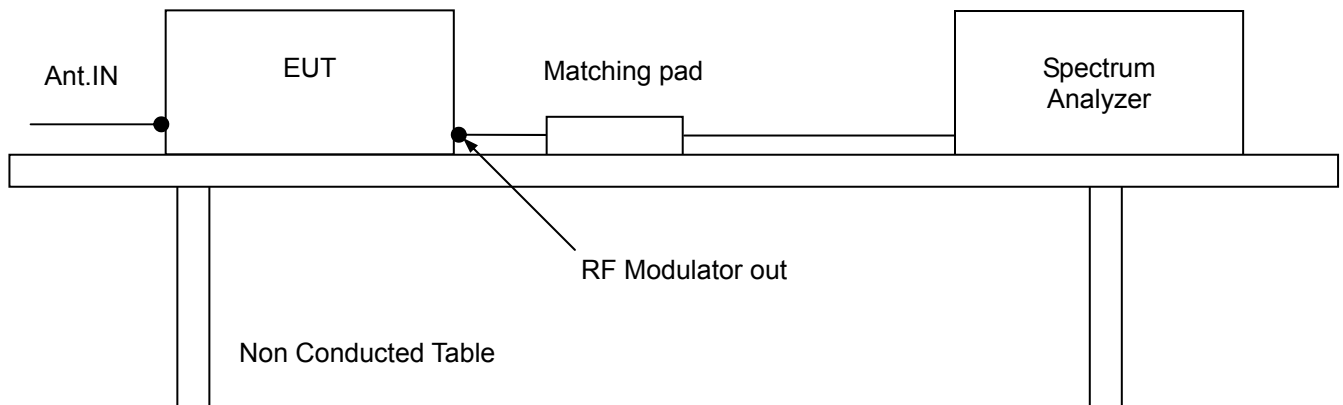 Ant.IN
EUT
Matching pad
Spectrum
Analyzer
RF Modulator out
Non Conducted Table